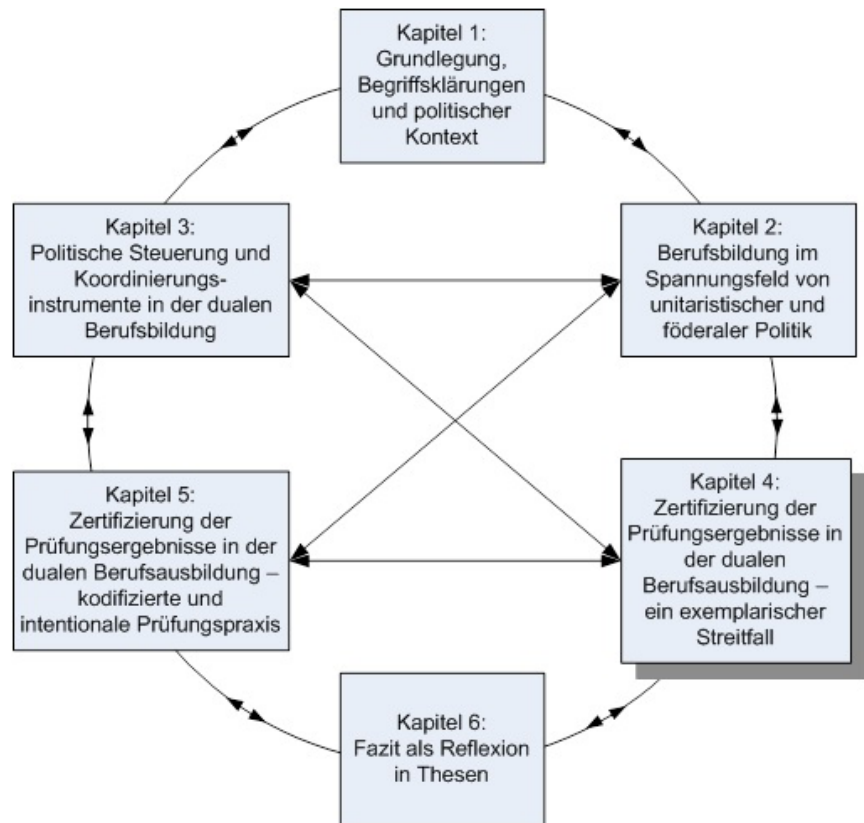 Kapitel 1:
Grundlegung,
Begriffsklärungen
und politischer
Kontext
Kapitel 3:
Politische Steuerung und
Koordinierungs-
instrumente in der dualen
Berufsbildung
Kapitel 2:
Berufsbildung im
Spannungsfeld von
unitaristischer und
föderaler Politik
Kapitel 5:
Zertifizierung der
Prüfungsergebnisse in der
dualen Berufsausbildung –
kodifizierte und
intentionale Prüfungspraxis
Kapitel 4:
Zertifizierung der
Prüfungsergebnisse in
der dualen
Berufsausbildung –
ein exemplarischer
Streitfall
Kapitel 6:
Fazit als Reflexion
in Thesen